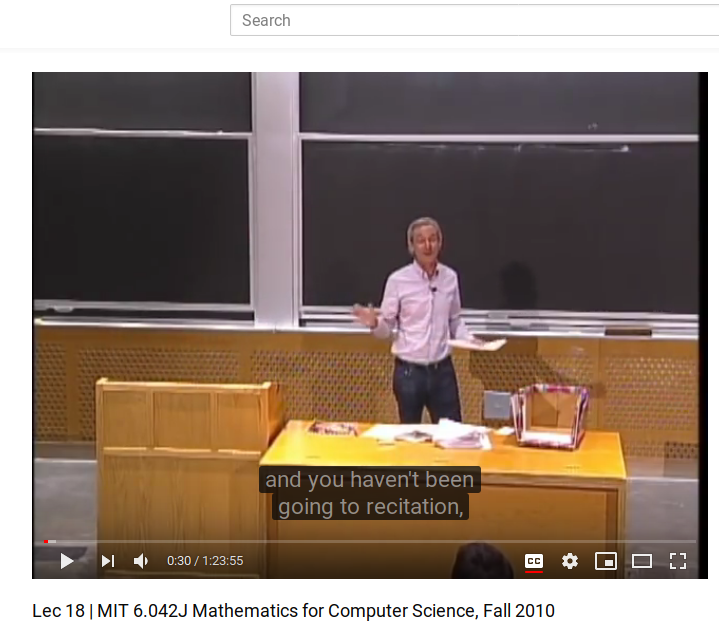 Search
and you haven't been
going to recitation,
0:30 / 1:23:55
CC
Lec 18 | MIT 6.042J Mathematics for Computer Science, Fall 2010